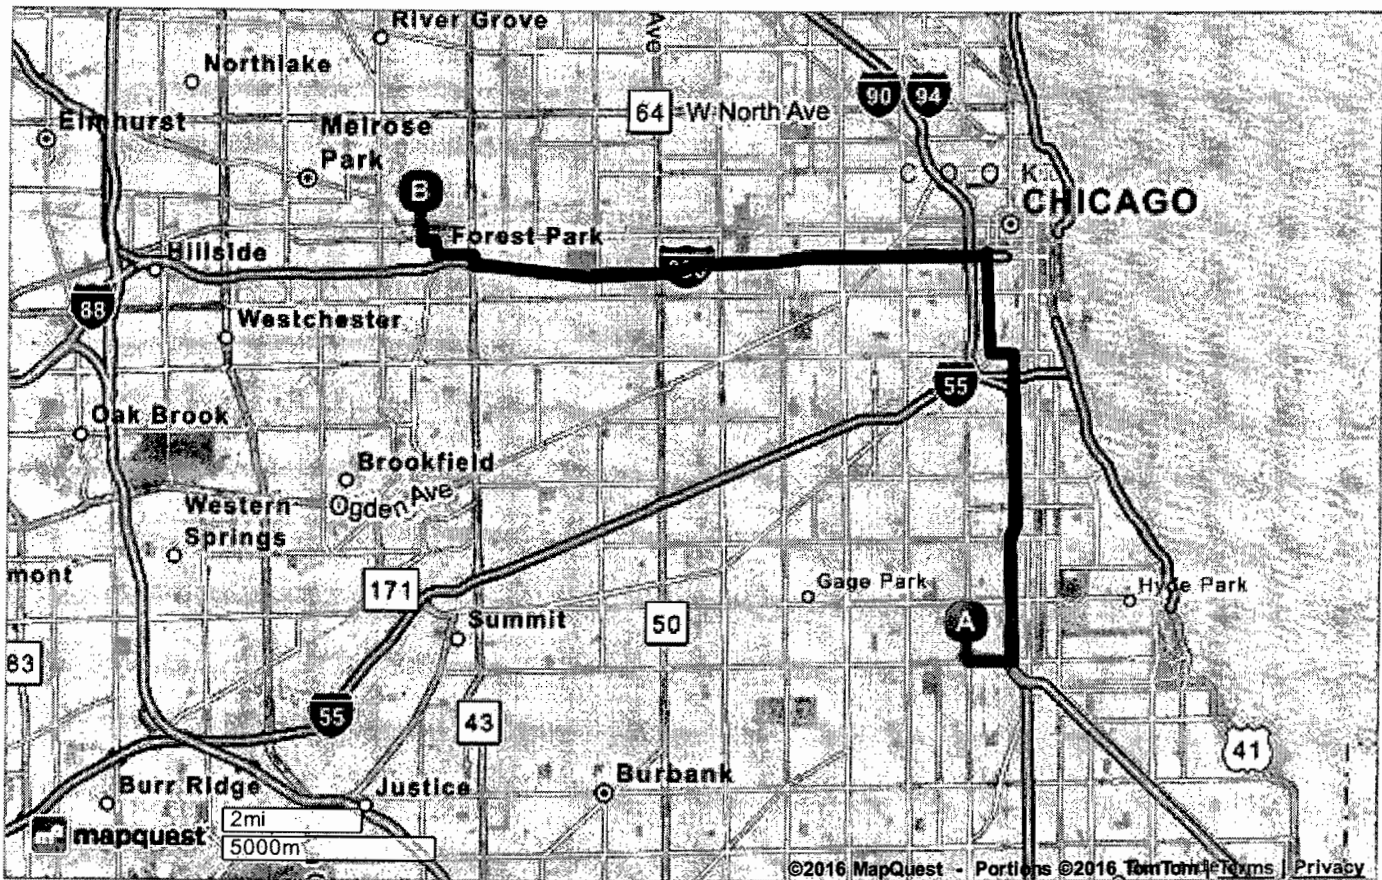 River Grove
Northlake
Ave
90
94
64
W North Ave
Elmhurst
Melrose
Park
COOK
B
CHICAGO
Forest Park
Hillside
88
Westchester
55
Oak Brook
Brookfield
Ogden Ave
Western
Springs
mont
171
Gage Park
Hyde Park
A
Summit
50
83
55
43
41
Burbank
Burr Ridge
Justice
2mi
mapquest
5000m
©2016 MapQuest - Portions ©2016 TomTom | Terms | Privacy